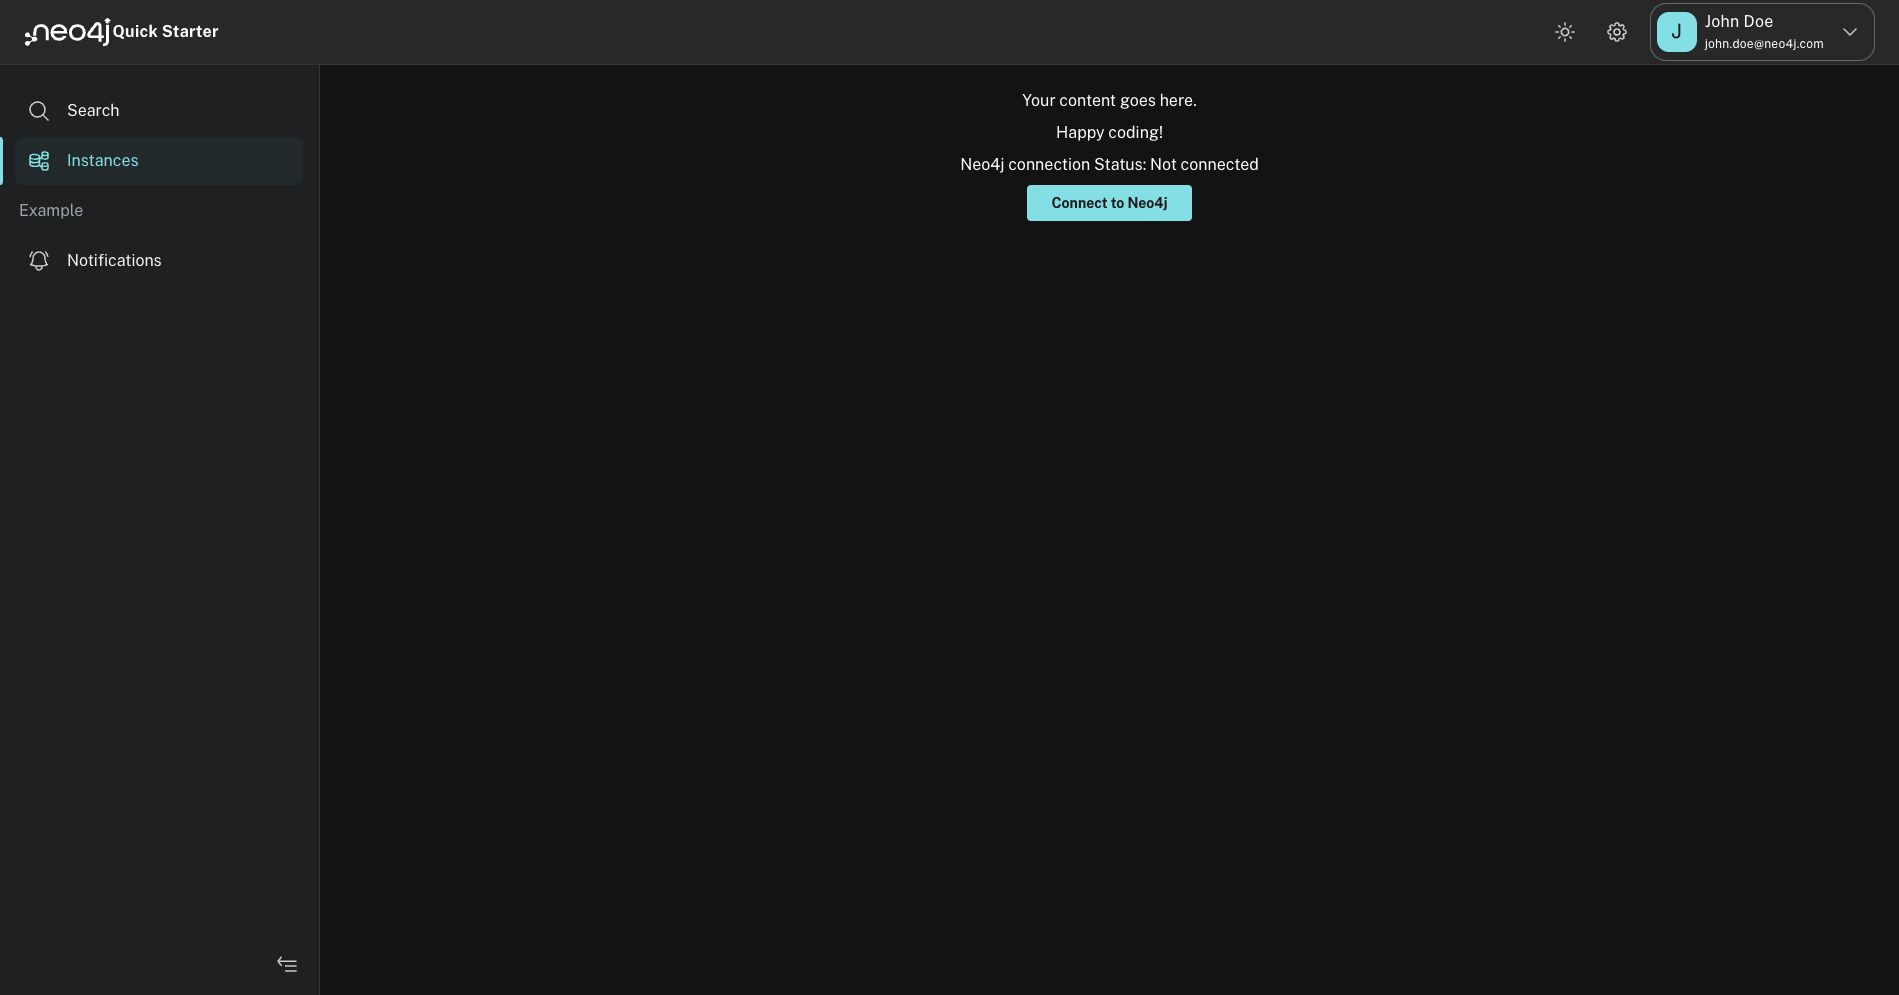 neo4j Quick Starter
J
John Doe
john.doe@neo4j.com
Search
Instances
Example
Notifications
Your content goes here.
Happy coding!
Neo4j connection Status: Not connected
Connect to Neo4j